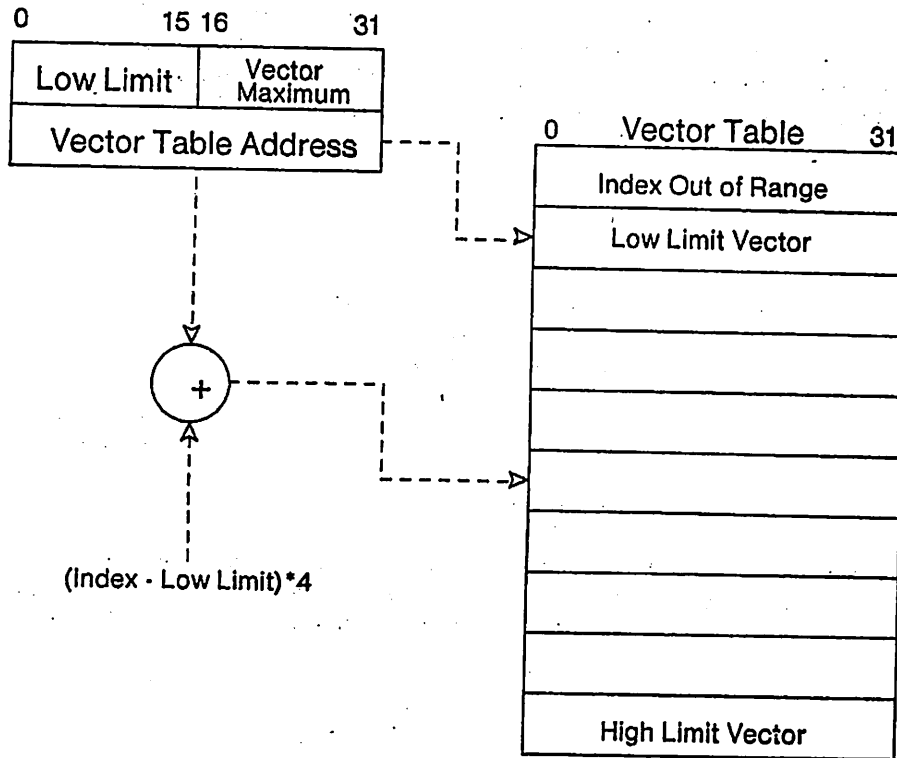 0 15 16 31
Low Limit
Vector
Maximum
Vector Table Address
0 Vector Table 31
Index Out of Range
Low Limit Vector
+
(Index - Low Limit)*4
High Limit Vector